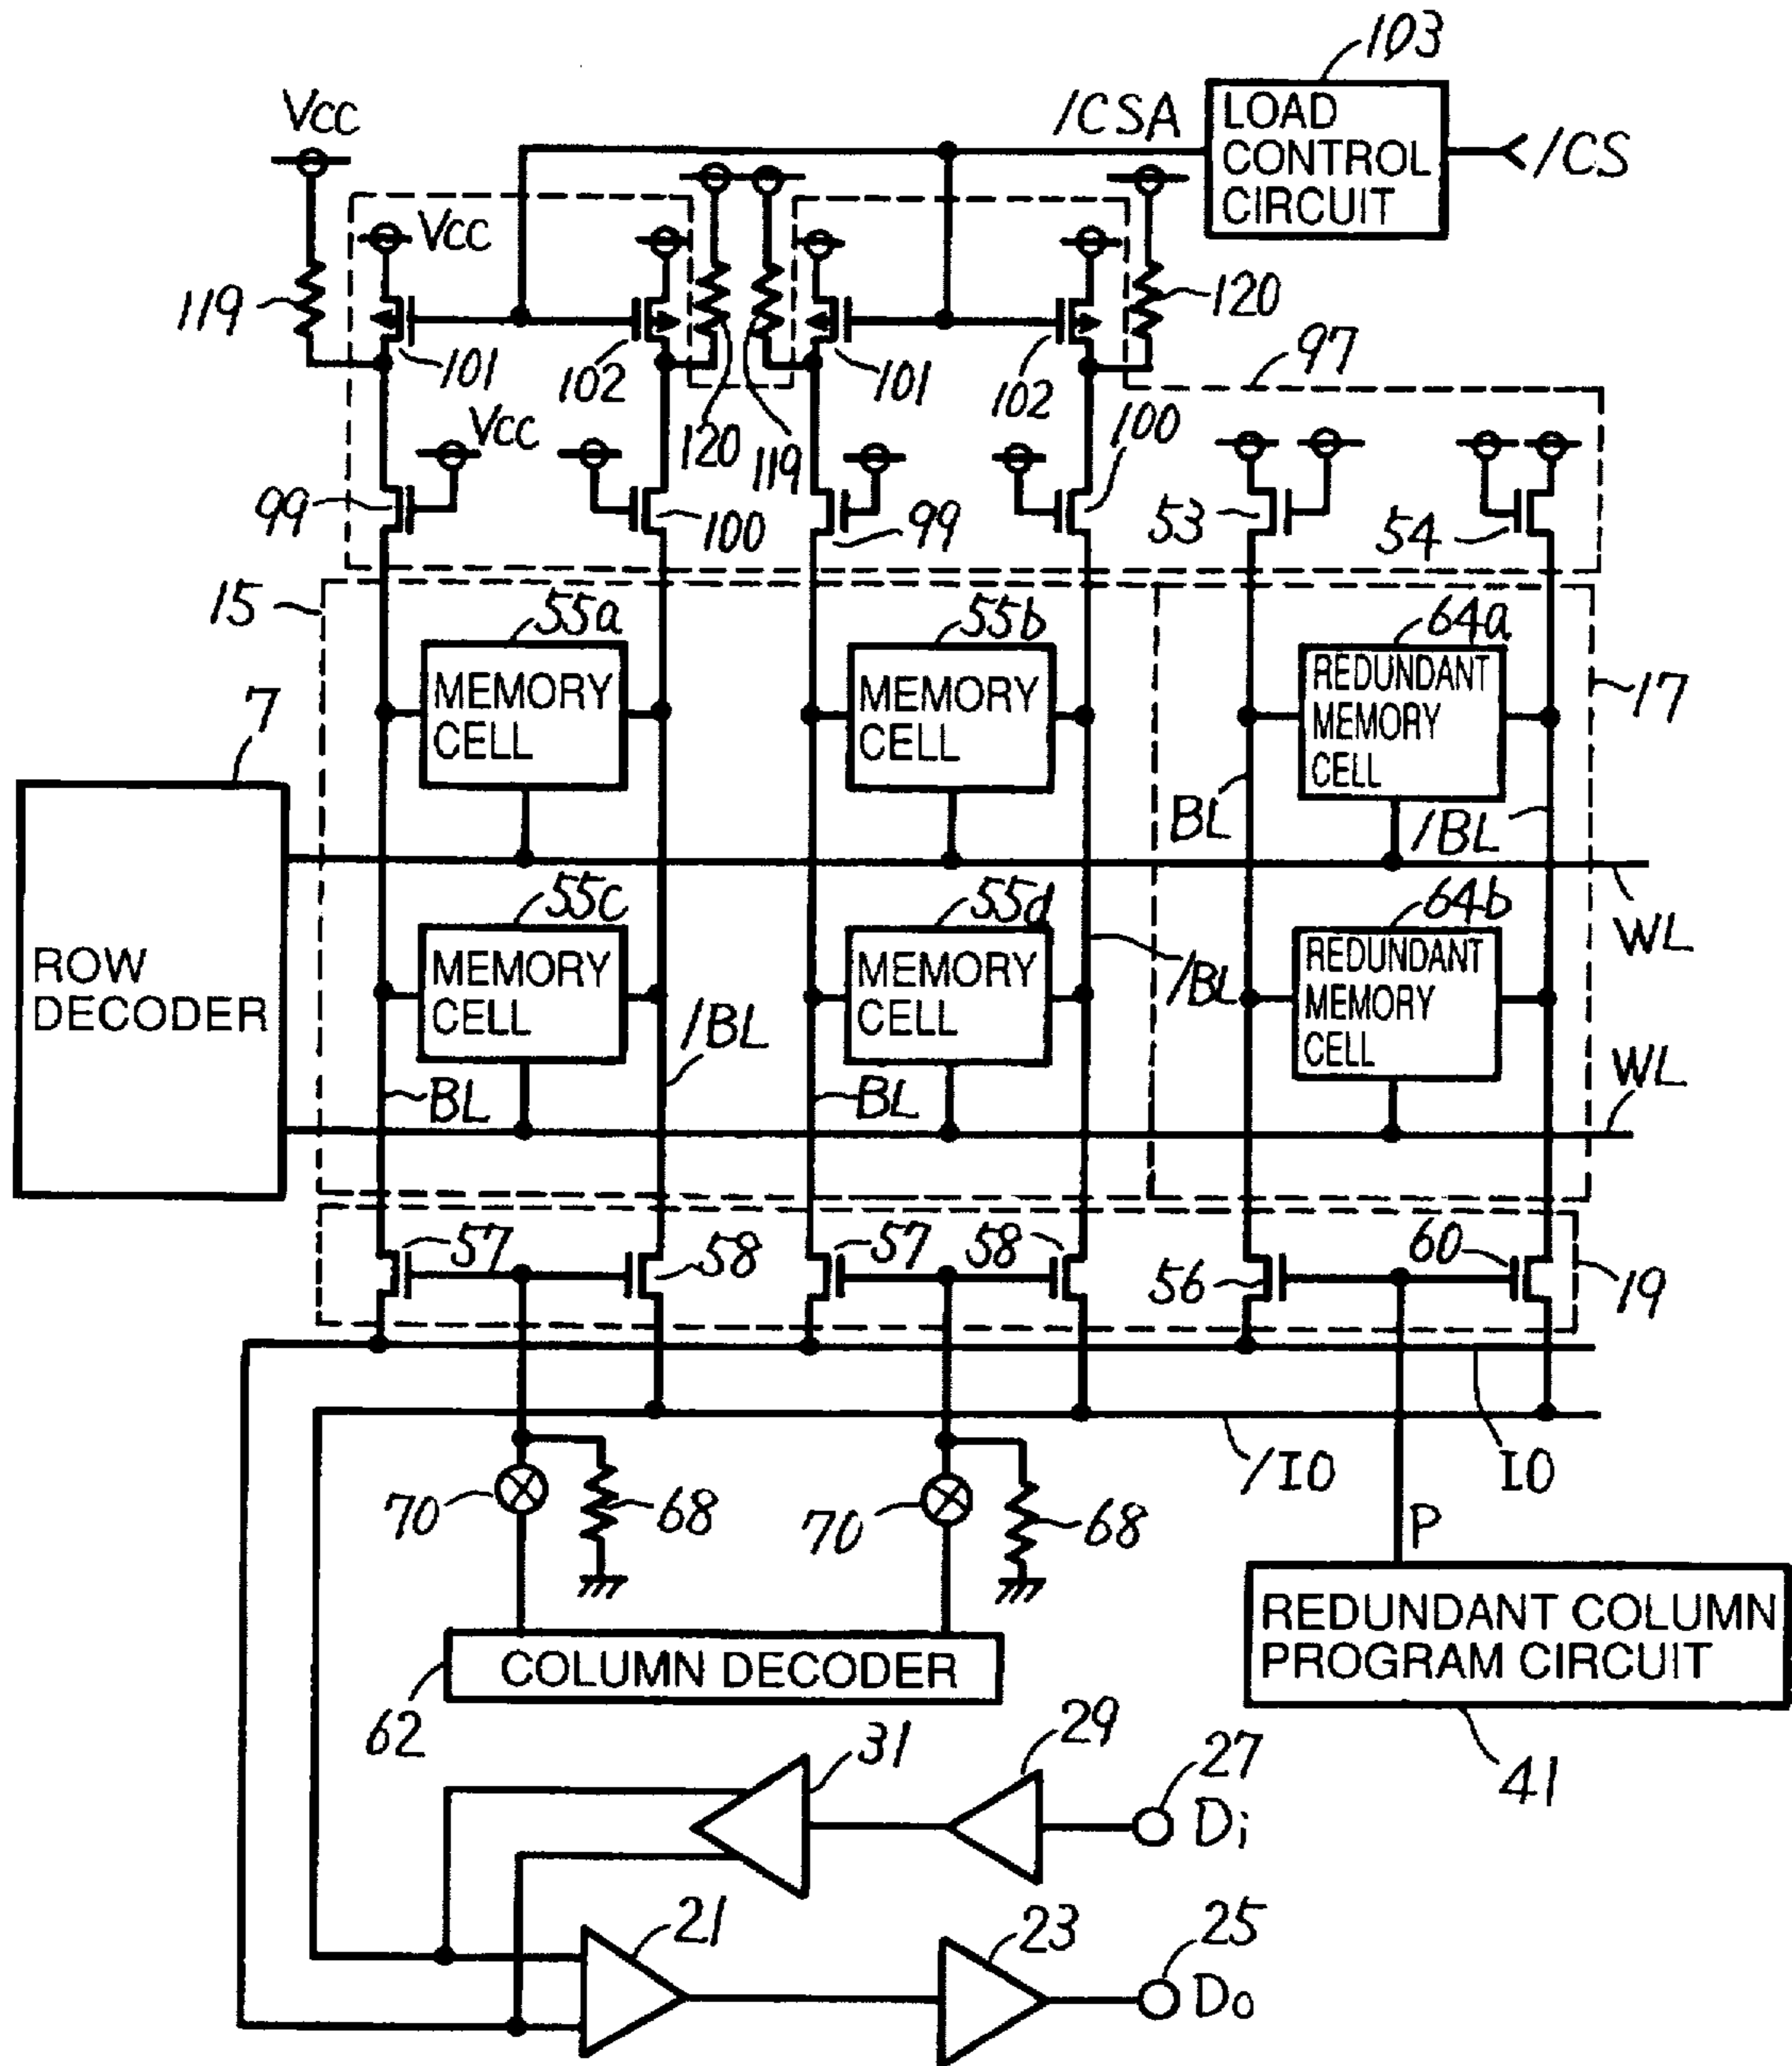 103
/CSA
LOAD
CONTROL
CIRCUIT
/CS
Vcc
Vcc
119
101
102
120
119
101
102
120
97
Vcc
99
100
99
100
53
54
15
55a
55b
64a
MEMORY
CELL
MEMORY
CELL
REDUNDANT
MEMORY
CELL
17
7
BL
/BL
WL
ROW
DECODER
55c
55d
64b
MEMORY
CELL
MEMORY
CELL
REDUNDANT
MEMORY
CELL
/BL
/BL
BL
BL
WL
57
58
57
58
56
60
19
/IO
IO
70
68
70
68
P
COLUMN DECODER
62
REDUNDANT COLUMN
PROGRAM CIRCUIT
41
31
29
27
Di
21
23
25
Do